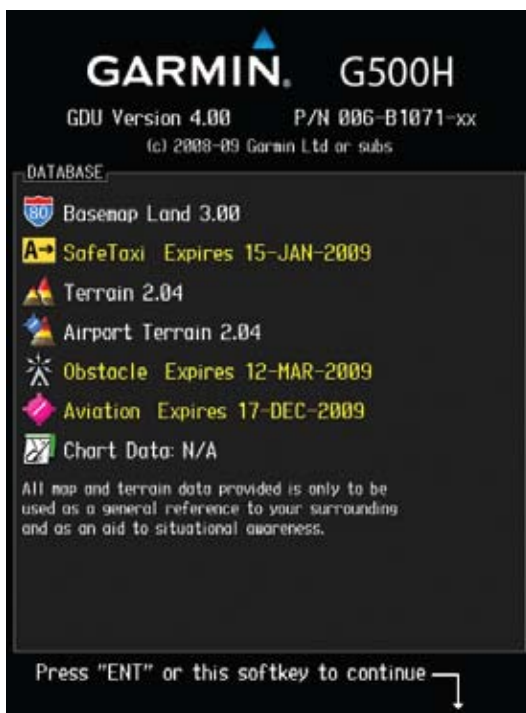 GARMIN. G500H
GDU Version 4.00 P/N 006-B1071-xx
(c) 2008-09 Garmin Ltd or subs
DATABASE
80 Basemap Land 3.00
A→ SafeTaxi Expires 15-JAN-2009
Terrain 2.04
Airport Terrain 2.04
Obstacle Expires 12-MAR-2009
Aviation Expires 17-DEC-2009
Chart Data: N/A
All map and terrain data provided is only to be
used as a general reference to your surrounding
and as an aid to situational awareness.
Press "ENT" or this softkey to continue